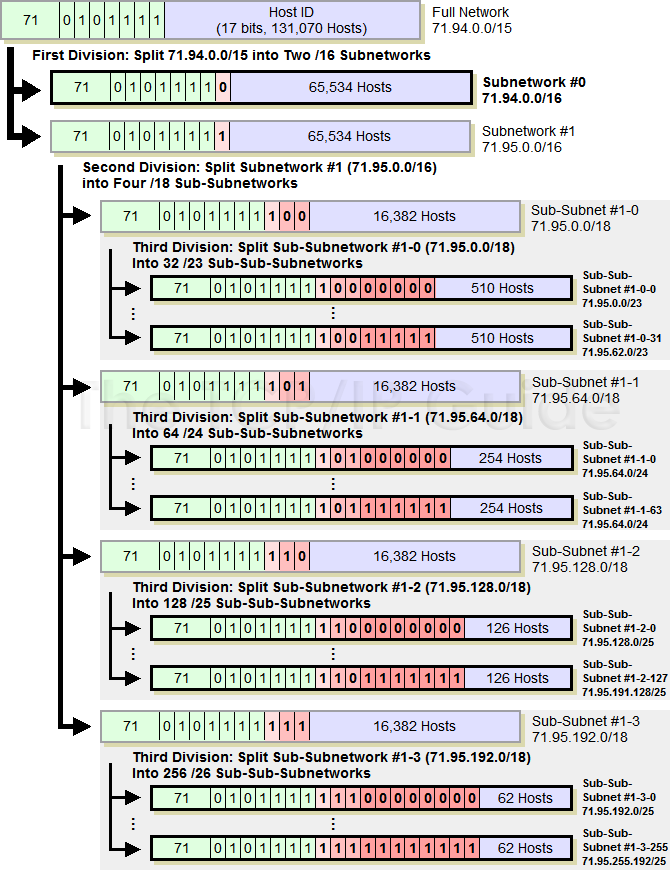 71 0 1 0 1 1 1 1 Host ID (17 bits, 131,070 Hosts) Full Network
71.94.0.0/15
First Division: Split 71.94.0.0/15 into Two /16 Subnetworks
71 0 1 0 1 1 1 1 0 65,534 Hosts Subnetwork #0
71.94.0.0/16
71 0 1 0 1 1 1 1 1 65,534 Hosts Subnetwork #1
71.95.0.0/16
Second Division: Split Subnetwork #1 (71.95.0.0/16)
into Four /18 Sub-Subnetworks
71 0 1 0 1 1 1 1 1 0 0 16,382 Hosts Sub-Subnet #1-0
71.95.0.0/18
Third Division: Split Sub-Subnetwork #1-0 (71.95.0.0/18)
Into 32 /23 Sub-Sub-Subnetworks
71 0 1 0 1 1 1 1 1 0 0 0 0 0 0 0 510 Hosts Sub-Sub-
Subnet #1-0-0
71.95.0.0/23
71 0 1 0 1 1 1 1 1 0 0 1 1 1 1 1 510 Hosts Sub-Sub-
Subnet #1-0-31
71.95.62.0/23
71 0 1 0 1 1 1 1 1 0 1 16,382 Hosts Sub-Subnet #1-1
71.95.64.0/18
The TCP/IP Guide
Third Division: Split Sub-Subnetwork #1-1 (71.95.64.0/18)
Into 64 /24 Sub-Sub-Subnetworks
71 0 1 0 1 1 1 1 1 0 1 0 0 0 0 0 0 254 Hosts Sub-Sub-
Subnet #1-1-0
71.95.64.0/24
71 0 1 0 1 1 1 1 1 0 1 1 1 1 1 1 1 254 Hosts Sub-Sub-
Subnet #1-1-63
71.95.64.0/24
71 0 1 0 1 1 1 1 1 1 0 16,382 Hosts Sub-Subnet #1-2
71.95.128.0/18
Third Division: Split Sub-Subnetwork #1-2 (71.95.128.0/18)
Into 128 /25 Sub-Sub-Subnetworks
71 0 1 0 1 1 1 1 1 1 0 0 0 0 0 0 0 0 126 Hosts Sub-Sub-
Subnet #1-2-0
71.95.128.0/25
71 0 1 0 1 1 1 1 1 1 0 1 1 1 1 1 1 1 126 Hosts Sub-Sub-
Subnet #1-2-127
71.95.191.128/25
71 0 1 0 1 1 1 1 1 1 1 16,382 Hosts Sub-Subnet #1-3
71.95.192.0/18
Third Division: Split Sub-Subnetwork #1-3 (71.95.192.0/18)
Into 256 /26 Sub-Sub-Subnetworks
71 0 1 0 1 1 1 1 1 1 1 0 0 0 0 0 0 0 0 62 Hosts Sub-Sub-
Subnet #1-3-0
71.95.192.0/25
71 0 1 0 1 1 1 1 1 1 1 1 1 1 1 1 1 1 1 62 Hosts Sub-Sub-
Subnet #1-3-255
71.95.255.192/25